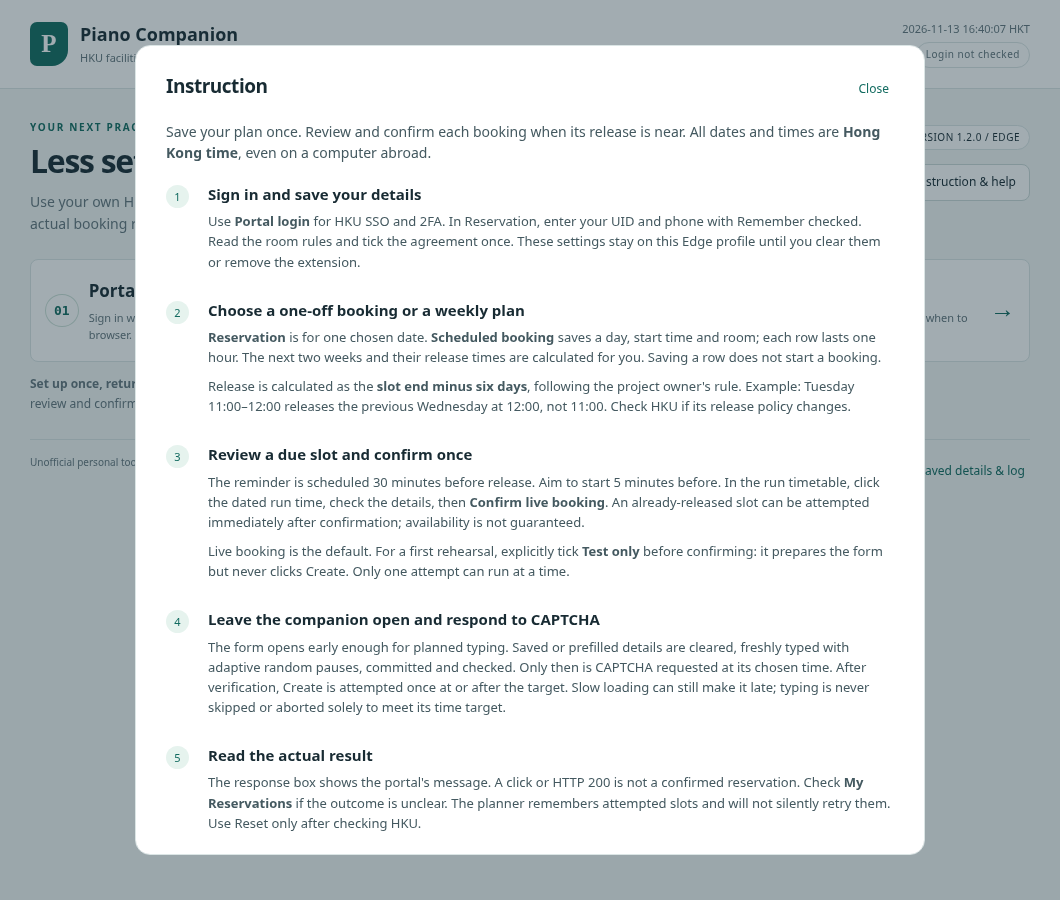 P
Piano Companion
HKU faciliti
2026-11-13 16:40:07 HKT
Login not checked
YOUR NEXT PRAC
RSION 1.2.0 / EDGE
Less se
struction & help
Use your own H
actual booking r
01
Porta
Sign in w
browser.
when to
→
Set up once, retur
review and confirm
Unofficial personal too
aved details & log
Instruction
Close
Save your plan once. Review and confirm each booking when its release is near. All dates and times are Hong
Kong time, even on a computer abroad.
1
Sign in and save your details
Use Portal login for HKU SSO and 2FA. In Reservation, enter your UID and phone with Remember checked.
Read the room rules and tick the agreement once. These settings stay on this Edge profile until you clear them
or remove the extension.
2
Choose a one-off booking or a weekly plan
Reservation is for one chosen date. Scheduled booking saves a day, start time and room; each row lasts one
hour. The next two weeks and their release times are calculated for you. Saving a row does not start a booking.
Release is calculated as the slot end minus six days, following the project owner's rule. Example: Tuesday
11:00–12:00 releases the previous Wednesday at 12:00, not 11:00. Check HKU if its release policy changes.
3
Review a due slot and confirm once
The reminder is scheduled 30 minutes before release. Aim to start 5 minutes before. In the run timetable, click
the dated run time, check the details, then Confirm live booking. An already-released slot can be attempted
immediately after confirmation; availability is not guaranteed.
Live booking is the default. For a first rehearsal, explicitly tick Test only before confirming: it prepares the form
but never clicks Create. Only one attempt can run at a time.
4
Leave the companion open and respond to CAPTCHA
The form opens early enough for planned typing. Saved or prefilled details are cleared, freshly typed with
adaptive random pauses, committed and checked. Only then is CAPTCHA requested at its chosen time. After
verification, Create is attempted once at or after the target. Slow loading can still make it late; typing is never
skipped or aborted solely to meet its time target.
5
Read the actual result
The response box shows the portal's message. A click or HTTP 200 is not a confirmed reservation. Check My
Reservations if the outcome is unclear. The planner remembers attempted slots and will not silently retry them.
Use Reset only after checking HKU.